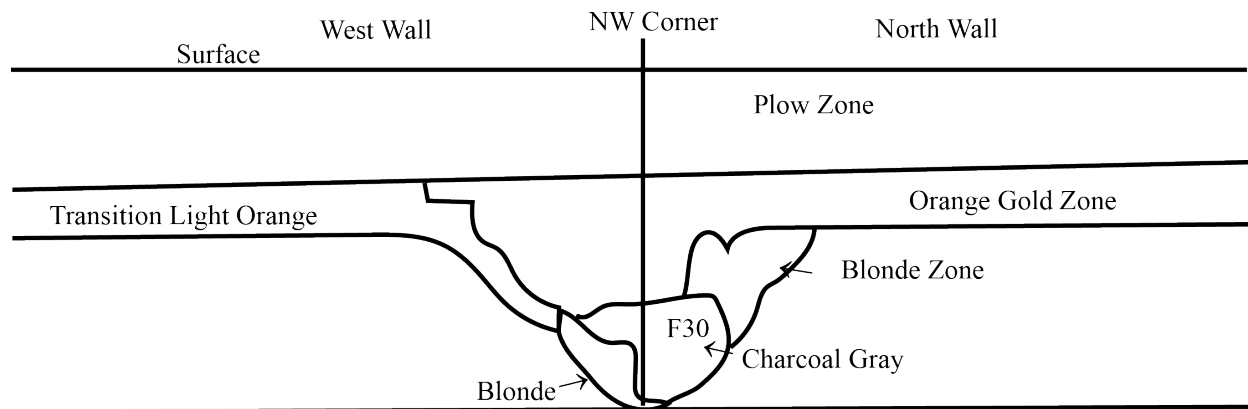 West Wall
NW Corner
North Wall
Surface
Plow Zone
Transition Light Orange
Orange Gold Zone
Blonde Zone
F30
Charcoal Gray
Blonde